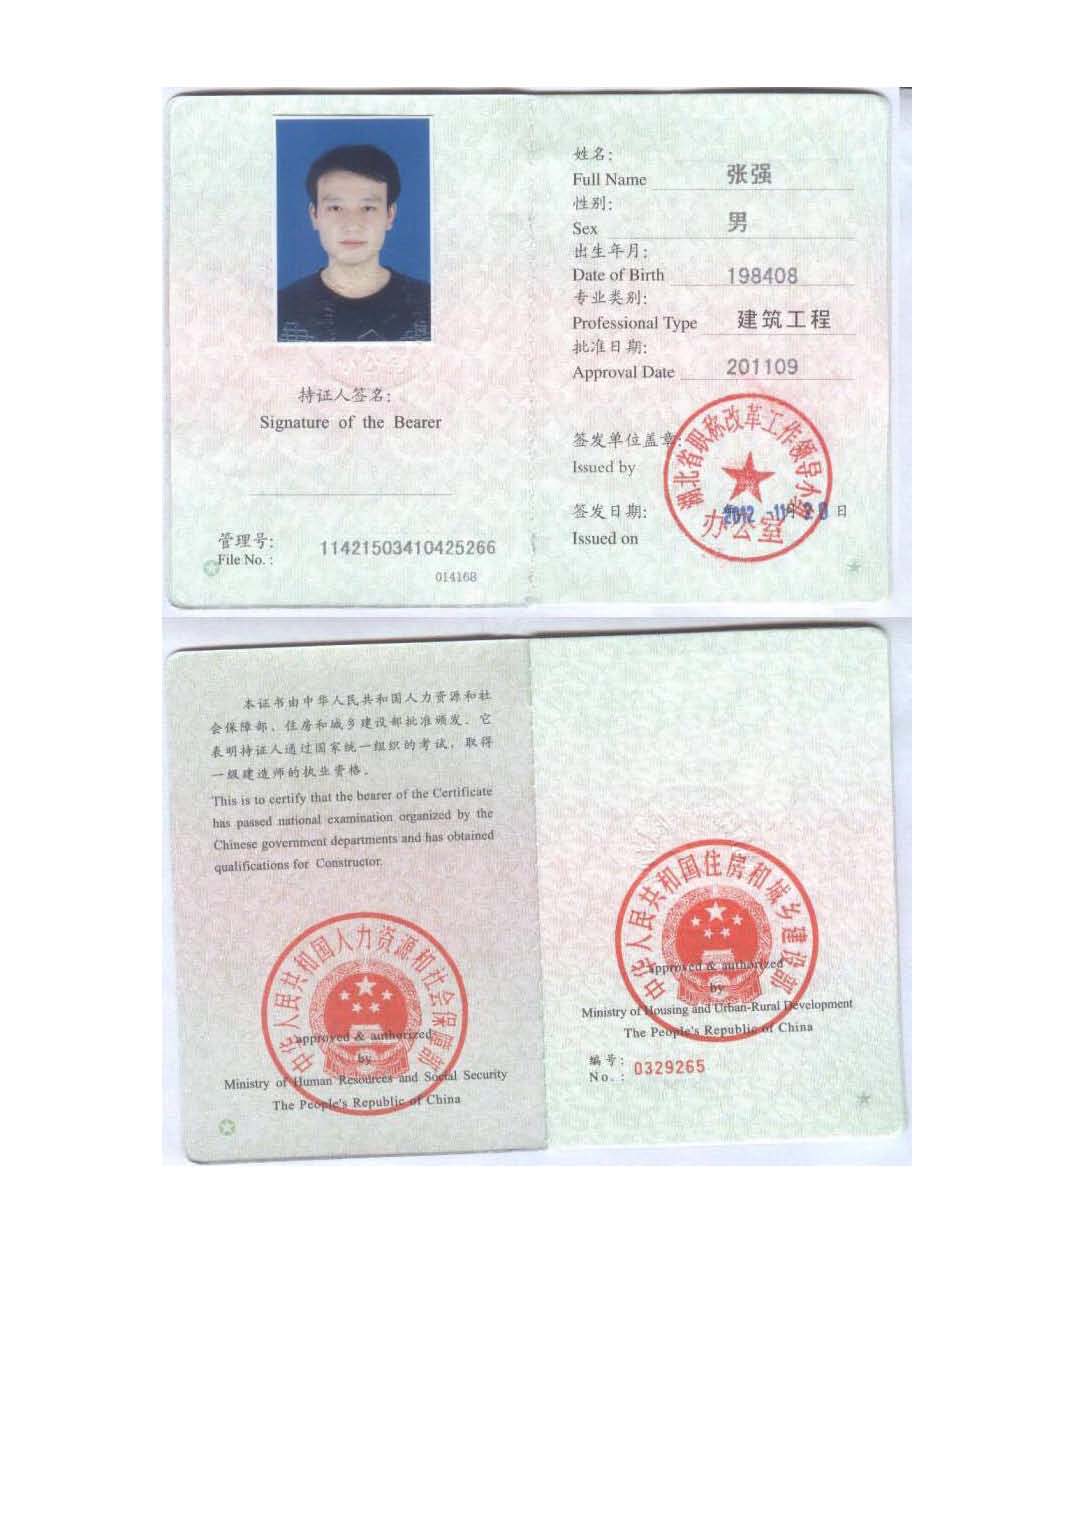 姓名:
Full Name 张强
性别:
Sex 男
出生年月:
Date of Birth 198408
专业类别:
Professional Type 建筑工程
批准日期:
Approval Date 201109
持证人签名:
Signature of the Bearer
签发单位盖章:
Issued by
湖北省职称改革工作领导小组
办公室
签发日期: 2012 -11月 20日
Issued on
管理号:
File No.: 11421503410425266
014168
本证书由中华人民共和国人力资源和社
会保障部、住房和城乡建设部批准颁发。它
表明持证人通过国家统一组织的考试，取得
一级建造师的执业资格。
This is to certify that the bearer of the Certificate
has passed national examination organized by the
Chinese government departments and has obtained
qualifications for Constructor.
中华人民共和国人力资源和社会保障部
approved & authorized
by
Ministry of Human Resources and Social Security
The People's Republic of China
中华人民共和国住房和城乡建设部
approved & authorized
by
Ministry of Housing and Urban-Rural Development
The People's Republic of China
编号:
No.: 0329265